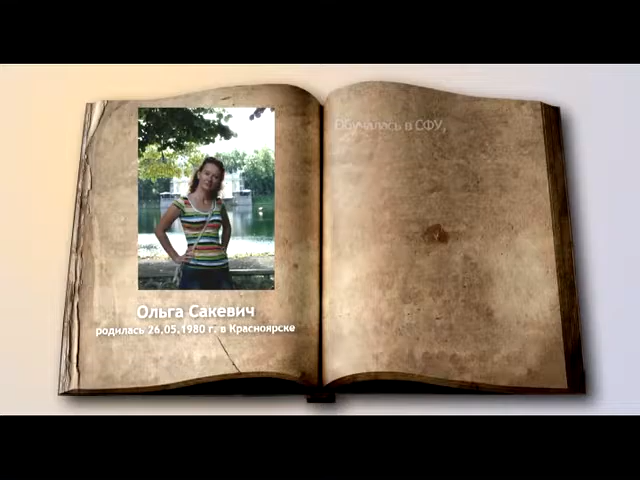 Ольга Сакевич
родилась 26.05.1980 г. в Красноярске
Обучалась в СФУ,